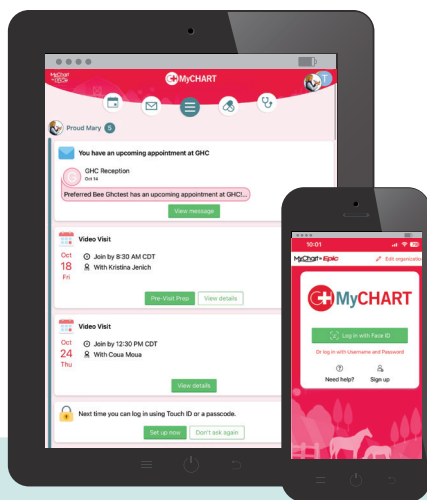 MyChart
by Epic
MyCHART
T
Proud Mary 5
You have an upcoming appointment at GHC
GHC Reception
Oct 14
Preferred Bee Ghctest has an upcoming appointment at GHC!...
View message
Video Visit
Oct
18
Fri
Join by 8:30 AM CDT
With Kristina Jenich
Pre-Visit Prep
View details
Video Visit
Oct
24
Thu
Join by 12:30 PM CDT
With Coua Moua
View details
Next time you can log in using Touch ID or a passcode.
Set up now
Don't ask again
10:01
MyChart by Epic
Edit organization
MyCHART
Log in with Face ID
Or log in with Username and Password
Need help?
Sign up